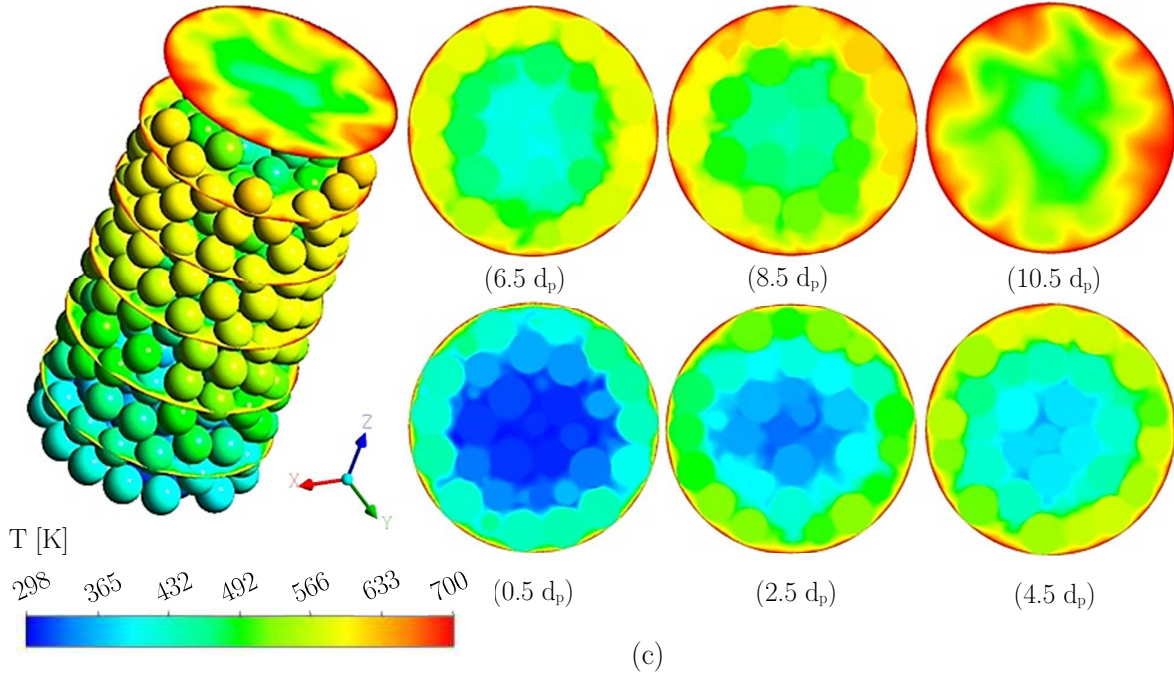 (6.5 dₚ)
(8.5 dₚ)
(10.5 dₚ)
Z
X
Y
T [K]
298 365 432 492 566 633 700
(0.5 dₚ)
(2.5 dₚ)
(4.5 dₚ)
(c)